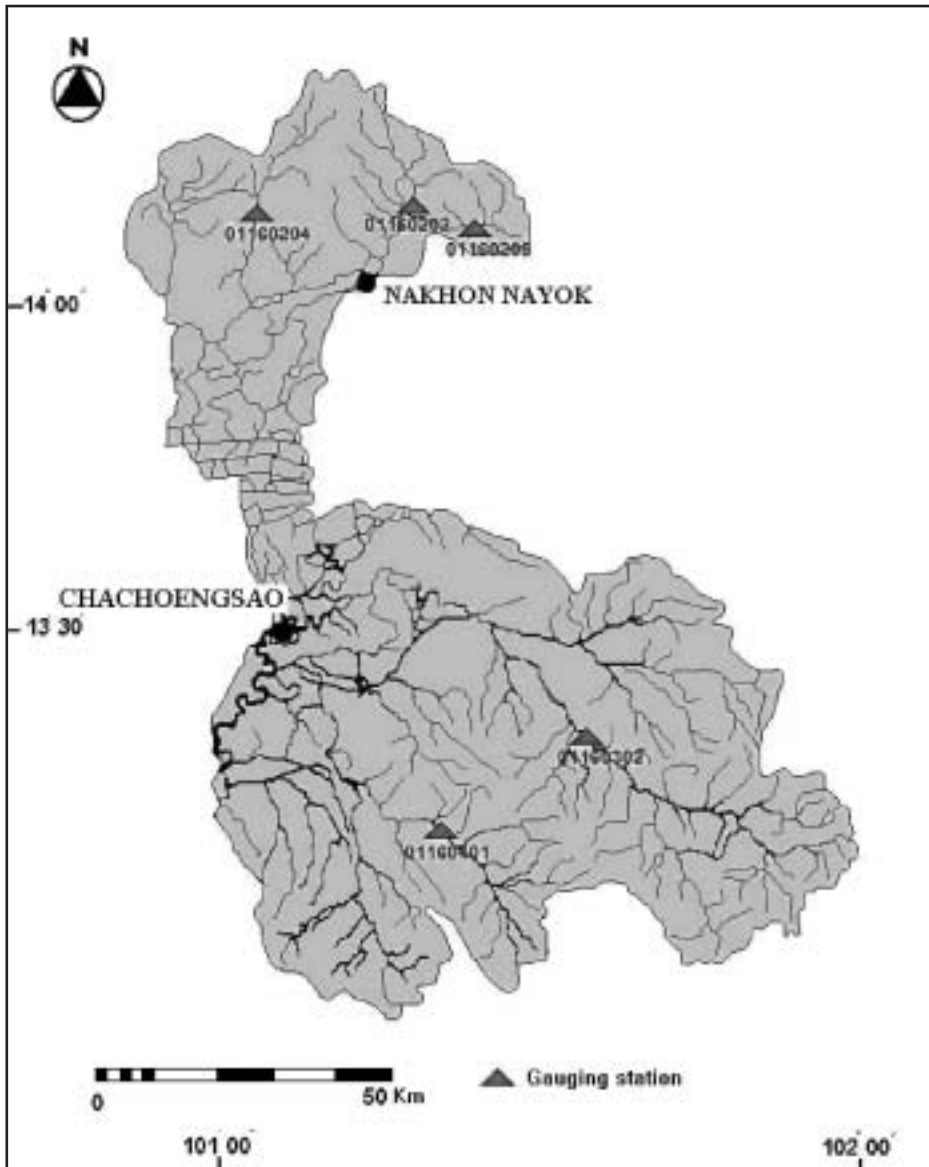 N
01160204
NAKHON NAYOK
14° 00'
CHACHOENGSAO
13 30'
50 Km
0
Gauging station
101° 00'
102° 00'